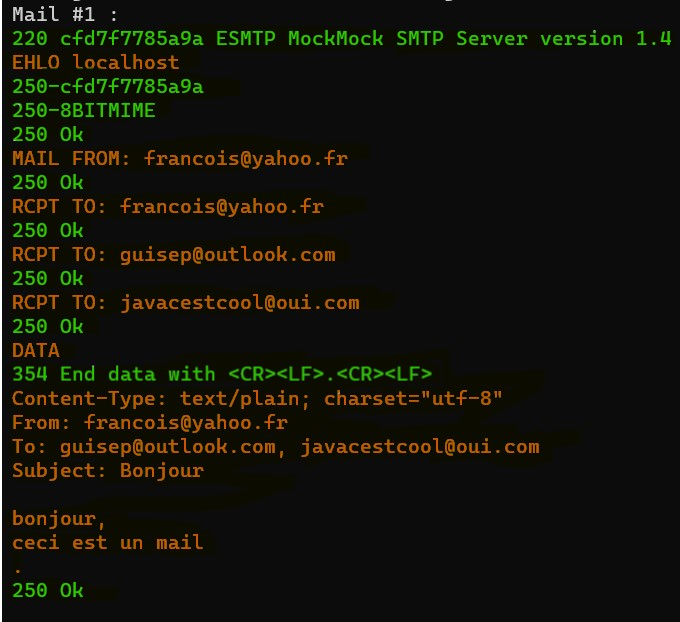 Mail #1 :
220 cfd7f7785a9a ESMTP MockMock SMTP Server version 1.4
EHLO localhost
250-cfd7f7785a9a
250-8BITMIME
250 Ok
MAIL FROM: francois@yahoo.fr
250 Ok
RCPT TO: francois@yahoo.fr
250 Ok
RCPT TO: guisep@outlook.com
250 Ok
RCPT TO: javacestcool@oui.com
250 Ok
DATA
354 End data with <CR><LF>.<CR><LF>
Content-Type: text/plain; charset="utf-8"
From: francois@yahoo.fr
To: guisep@outlook.com, javacestcool@oui.com
Subject: Bonjour

bonjour,
ceci est un mail
.
250 Ok